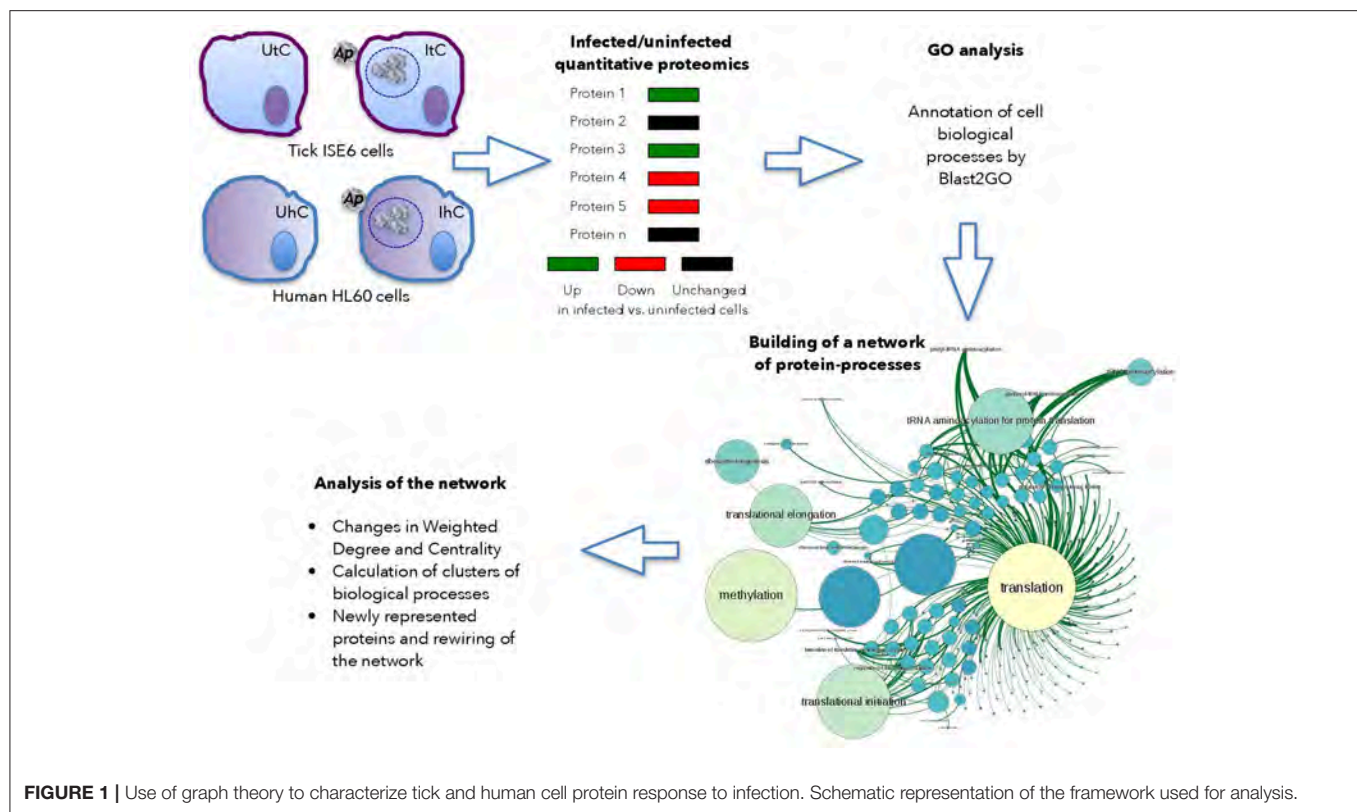 UtC
Ap
ItC
Tick ISE6 cells
UhC
Ap
IhC
Human HL60 cells
Infected/uninfected
quantitative proteomics
Protein 1
Protein 2
Protein 3
Protein 4
Protein 5
Protein n
Up Down Unchanged
in infected vs. uninfected cells
GO analysis
Annotation of cell
biological
processes by
Blast2GO
Building of a network
of protein-processes
tRNA aminoacylation for protein translation
translational elongation
methylation
translation
translational initiation
Analysis of the network
• Changes in Weighted
Degree and Centrality
• Calculation of clusters of
biological processes
• Newly represented
proteins and rewiring of
the network
FIGURE 1 | Use of graph theory to characterize tick and human cell protein response to infection. Schematic representation of the framework used for analysis.